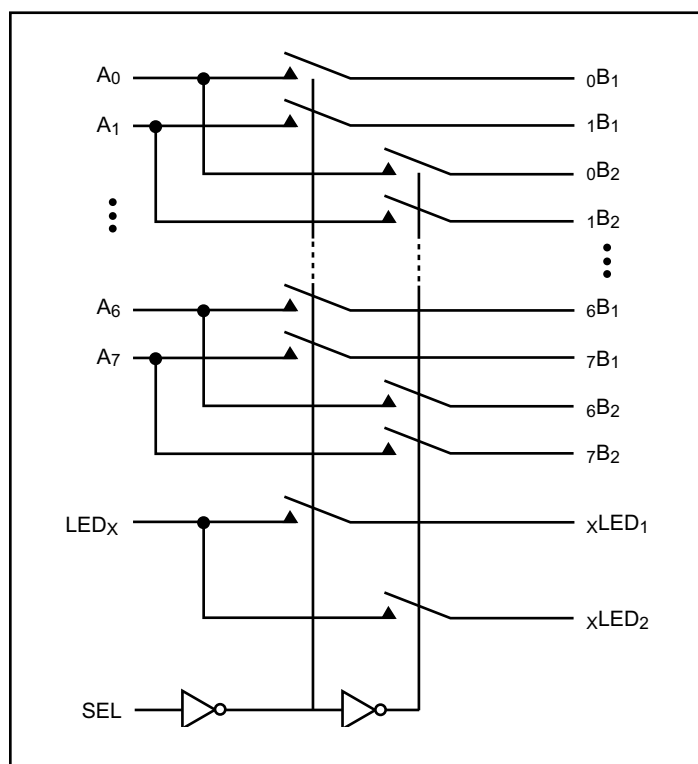 A0 0B1
A1 1B1
0B2
1B2
A6 6B1
A7 7B1
6B2
7B2
LEDX XLED1
XLED2
SEL